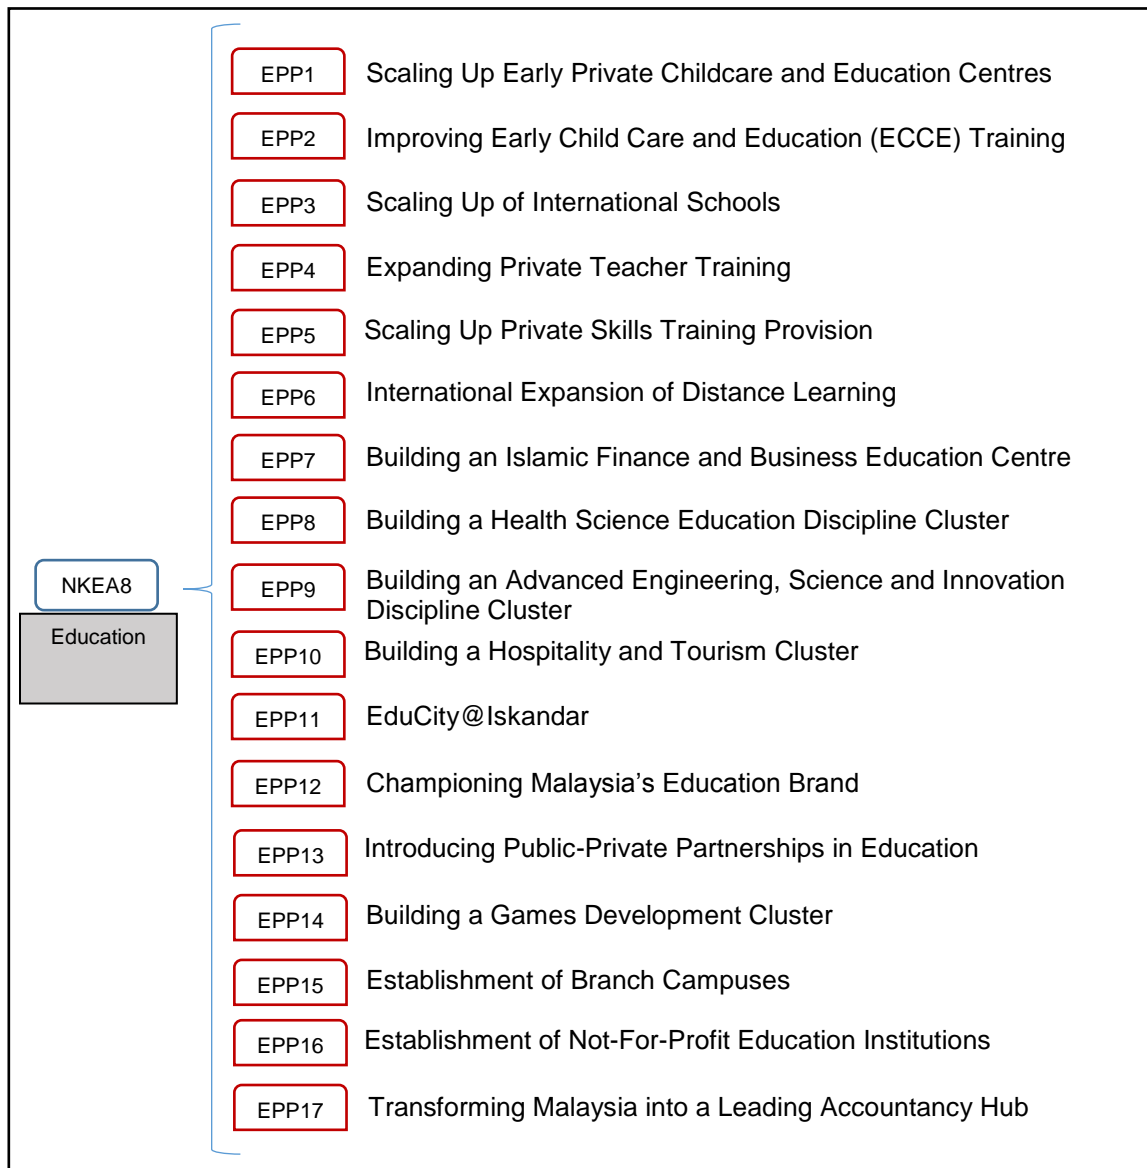 EPP1 Scaling Up Early Private Childcare and Education Centres
EPP2 Improving Early Child Care and Education (ECCE) Training
EPP3 Scaling Up of International Schools
EPP4 Expanding Private Teacher Training
EPP5 Scaling Up Private Skills Training Provision
EPP6 International Expansion of Distance Learning
EPP7 Building an Islamic Finance and Business Education Centre
EPP8 Building a Health Science Education Discipline Cluster
NKEA8
Education
EPP9 Building an Advanced Engineering, Science and Innovation
Discipline Cluster
EPP10 Building a Hospitality and Tourism Cluster
EPP11 EduCity@Iskandar
EPP12 Championing Malaysia’s Education Brand
EPP13 Introducing Public-Private Partnerships in Education
EPP14 Building a Games Development Cluster
EPP15 Establishment of Branch Campuses
EPP16 Establishment of Not-For-Profit Education Institutions
EPP17 Transforming Malaysia into a Leading Accountancy Hub